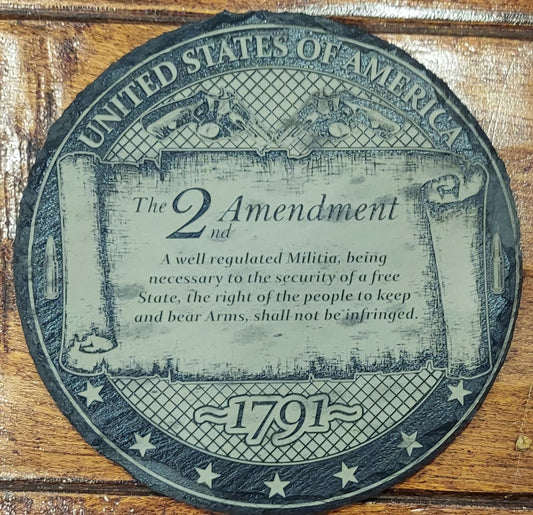 UNITED STATES OF AMERICA
The 2nd Amendment
A well regulated Militia, being
necessary to the security of a free
State, the right of the people to keep
and bear Arms, shall not be infringed.
~1791~